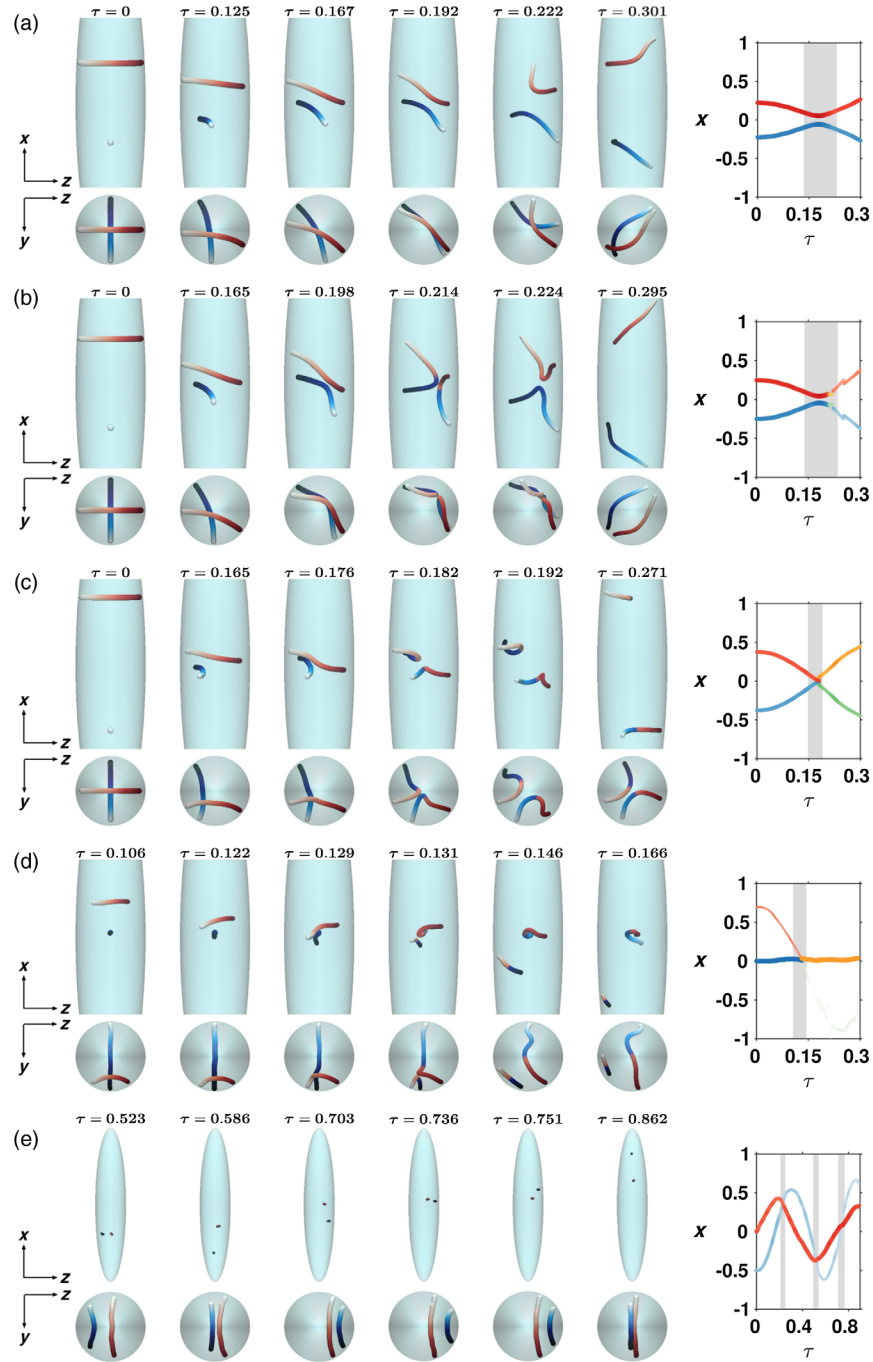 (a)
τ = 0 τ = 0.125 τ = 0.167 τ = 0.192 τ = 0.222 τ = 0.301
x
z
z
y
1
0.5
X 0
-0.5
-1
0 0.15 0.3
τ
(b)
τ = 0 τ = 0.165 τ = 0.198 τ = 0.214 τ = 0.224 τ = 0.295
x
z
z
y
1
0.5
X 0
-0.5
-1
0 0.15 0.3
τ
(c)
τ = 0 τ = 0.165 τ = 0.176 τ = 0.182 τ = 0.192 τ = 0.271
x
z
z
y
1
0.5
X 0
-0.5
-1
0 0.15 0.3
τ
(d)
τ = 0.106 τ = 0.122 τ = 0.129 τ = 0.131 τ = 0.146 τ = 0.166
x
z
z
y
1
0.5
X 0
-0.5
-1
0 0.15 0.3
τ
(e)
τ = 0.523 τ = 0.586 τ = 0.703 τ = 0.736 τ = 0.751 τ = 0.862
x
z
z
y
1
0.5
X 0
-0.5
-1
0 0.4 0.8
τ